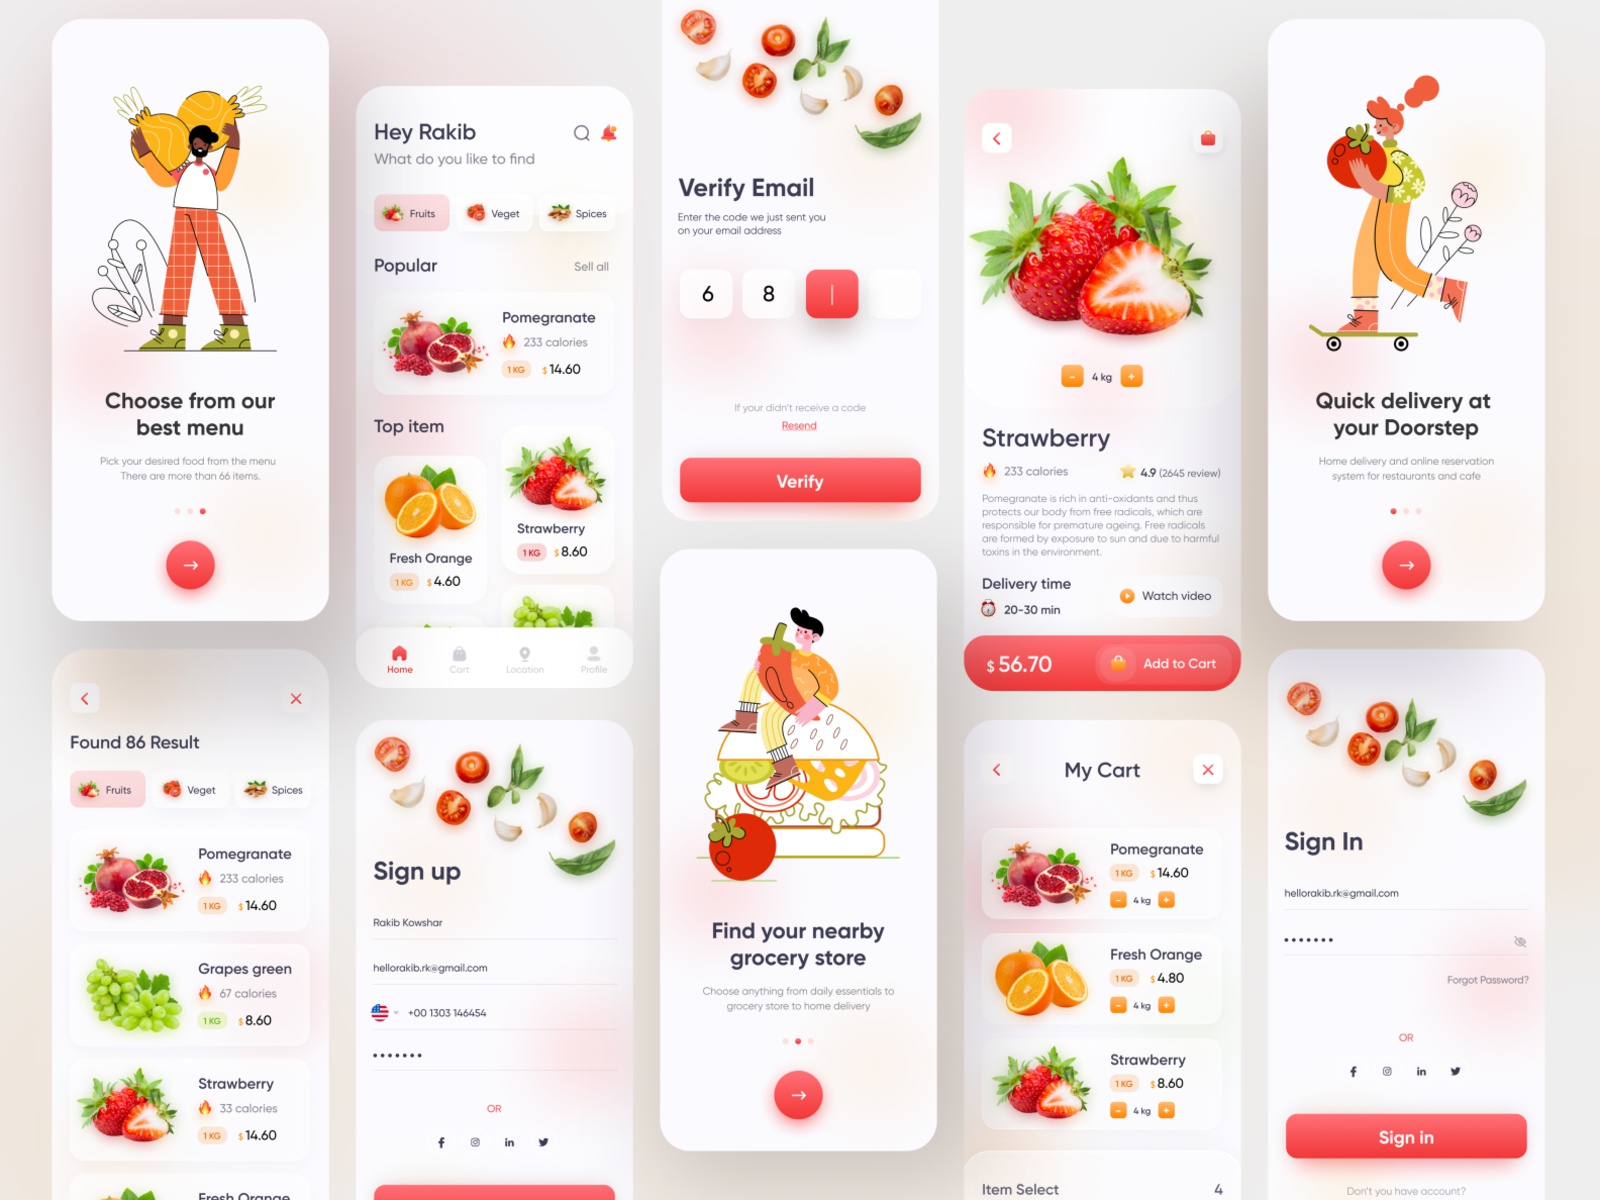 Choose from our
best menu
Pick your desired food from the menu
There are more than 66 items.
Found 86 Result
Fruits
Veget
Spices
Pomegranate
233 calories
1 KG
$ 14.60
Grapes green
67 calories
1 KG
$ 8.60
Strawberry
33 calories
1 KG
$ 14.60
Fresh Orange
Hey Rakib
What do you like to find
Fruits
Veget
Spices
Popular
Sell all
Pomegranate
233 calories
1 KG
$ 14.60
Top item
Fresh Orange
1 KG
$ 4.60
Strawberry
1 KG
$ 8.60
Home
Cart
Location
Profile
Sign up
Rakib Kowshar
hellorakib.rk@gmail.com
+00 1303 146454
OR
Verify Email
Enter the code we just sent you
on your email address
6 8
If your didn't receive a code
Resend
Verify
Find your nearby
grocery store
Choose anything from daily essentials to
grocery store to home delivery
4 kg
Strawberry
233 calories
4.9 (2645 review)
Pomegranate is rich in anti-oxidants and thus
protects our body from free radicals, which are
responsible for premature ageing. Free radicals
are formed by exposure to sun and due to harmful
toxins in the environment.
Delivery time
20-30 min
Watch video
$ 56.70
Add to Cart
My Cart
Pomegranate
1 KG
$ 14.60
4 kg
Fresh Orange
1 KG
$ 4.80
4 kg
Strawberry
1 KG
$ 8.60
4 kg
Item Select
4
Quick delivery at
your Doorstep
Home delivery and online reservation
system for restaurants and cafe
Sign In
hellorakib.rk@gmail.com
Forgot Password?
OR
Sign in
Don't you have account?